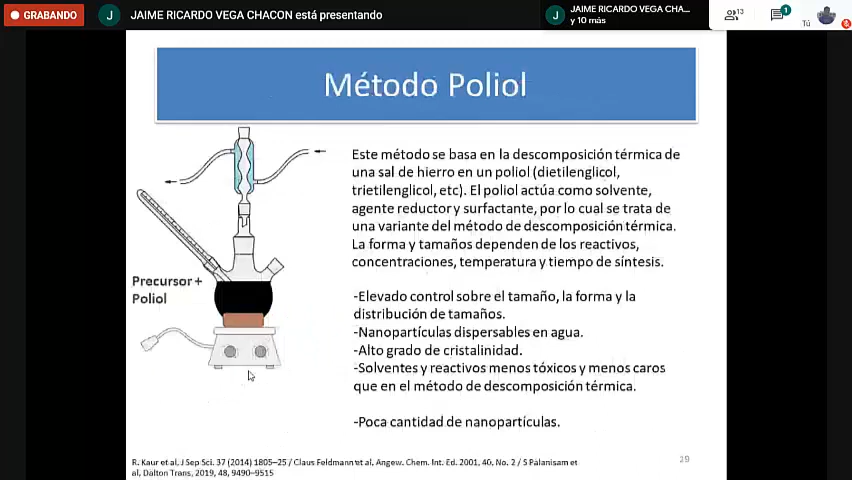 GRABANDO
J
JAIME RICARDO VEGA CHACON está presentando
J
JAIME RICARDO VEGA CHA...
y 10 más
13
1
Tú
Método Poliol
Este método se basa en la descomposición térmica de
una sal de hierro en un poliol (dietilenglicol,
trietilenglicol, etc). El poliol actúa como solvente,
agente reductor y surfactante, por lo cual se trata de
una variante del método de descomposición térmica.
La forma y tamaños dependen de los reactivos,
concentraciones, temperatura y tiempo de síntesis.
Precursor +
Poliol
-Elevado control sobre el tamaño, la forma y la
distribución de tamaños.
-Nanopartículas dispersables en agua.
-Alto grado de cristalinidad.
-Solventes y reactivos menos tóxicos y menos caros
que en el método de descomposición térmica.
-Poca cantidad de nanopartículas.
R. Kaur et al, J Sep Sci. 37 (2014) 1805–25 / Claus Feldmann et al, Angew. Chem. Int. Ed. 2001, 40, No. 2 / S Palanisam et
al, Dalton Trans, 2019, 48, 9490–9515
29